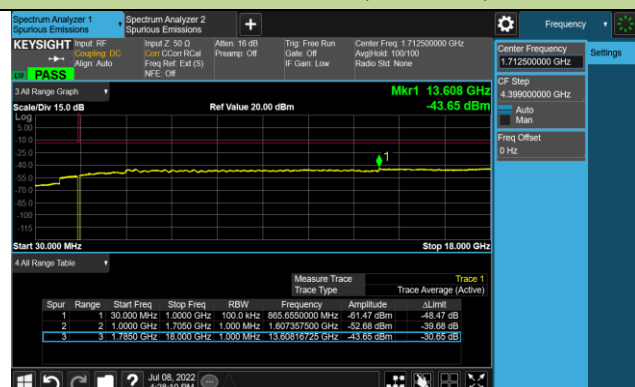 Spectrum Analyzer 1
Spurious Emissions
Spectrum Analyzer 2
Spurious Emissions
+
Frequency
KEYSIGHT
Input: RF
Coupling: DC
Align: Auto
Input Z: 50 Ω
Corr CCorr RCal
Freq Ref: Ext (S)
NFE: Off
Atten: 16 dB
Preamp: Off
Trig: Free Run
Gate: Off
IF Gain: Low
Center Freq: 1.712500000 GHz
Avg|Hold: 100/100
Radio Std: None
PASS
Center Frequency
1.712500000 GHz
Settings
CF Step
4.399000000 GHz
Auto
Man
Freq Offset
0 Hz
3 All Range Graph
Mkr1 13.608 GHz
Scale/Div 15.0 dB
Ref Value 20.00 dBm
-43.65 dBm
Log
5.00
-10.0
-25.0
-40.0
-55.0
-70.0
-85.0
-100
-115
1
Start 30.000 MHz
Stop 18.000 GHz
4 All Range Table
Measure Trace Trace 1
Trace Type Trace Average (Active)
Spur Range Start Freq Stop Freq RBW Frequency Amplitude ΔLimit
1 1 30.000 MHz 1.0000 GHz 100.0 kHz 865.6550000 MHz -61.47 dBm -48.47 dB
2 2 1.0000 GHz 1.7050 GHz 1.000 MHz 1.607357500 GHz -52.68 dBm -39.68 dB
3 3 1.7850 GHz 18.000 GHz 1.000 MHz 13.60816725 GHz -43.65 dBm -30.65 dB
?
Jul 08, 2022